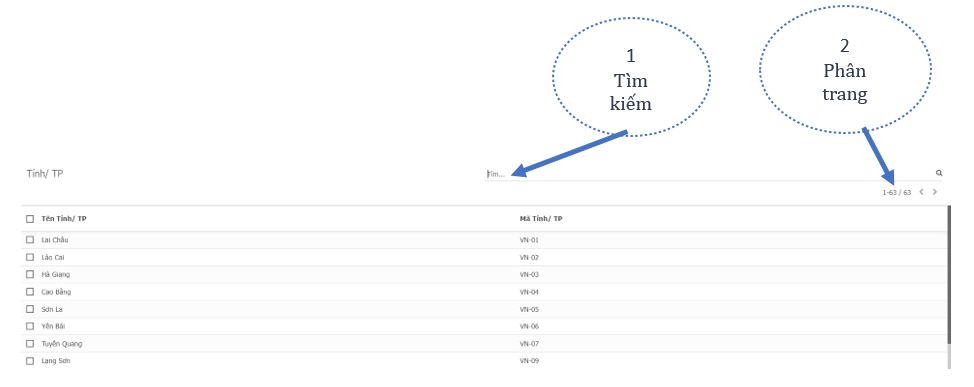 1
Tìm
kiếm
2
Phân
trang
Tỉnh/ TP
Tìm...
1-63 / 63
Tên Tỉnh/ TP Mã Tỉnh/ TP
Lai Châu VN-01
Lào Cai VN-02
Hà Giang VN-03
Cao Bằng VN-04
Sơn La VN-05
Yên Bái VN-06
Tuyên Quang VN-07
Lạng Sơn VN-09